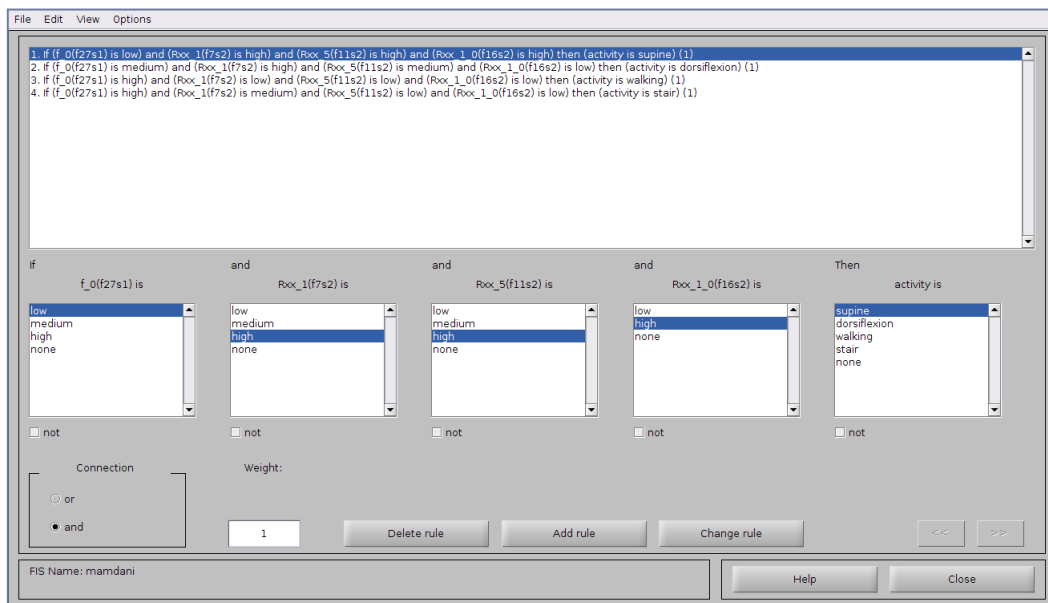 File Edit View Options
1. If (f_0(f27s1) is low) and (Rxx_1(f7s2) is high) and (Rxx_5(f11s2) is high) and (Rxx_1_0(f16s2) is high) then (activity is supine) (1)
2. If (f_0(f27s1) is medium) and (Rxx_1(f7s2) is high) and (Rxx_5(f11s2) is medium) and (Rxx_1_0(f16s2) is low) then (activity is dorsiflexion) (1)
3. If (f_0(f27s1) is high) and (Rxx_1(f7s2) is low) and (Rxx_5(f11s2) is low) and (Rxx_1_0(f16s2) is low) then (activity is walking) (1)
4. If (f_0(f27s1) is high) and (Rxx_1(f7s2) is medium) and (Rxx_5(f11s2) is low) and (Rxx_1_0(f16s2) is low) then (activity is stair) (1)
If and and and Then
f_0(f27s1) is Rxx_1(f7s2) is Rxx_5(f11s2) is Rxx_1_0(f16s2) is activity is
low low low low supine
medium medium medium high dorsiflexion
high high high none walking
none none none stair
none
not not not not not
Connection Weight:
or
and 1 Delete rule Add rule Change rule << >>
FIS Name: mamdani Help Close